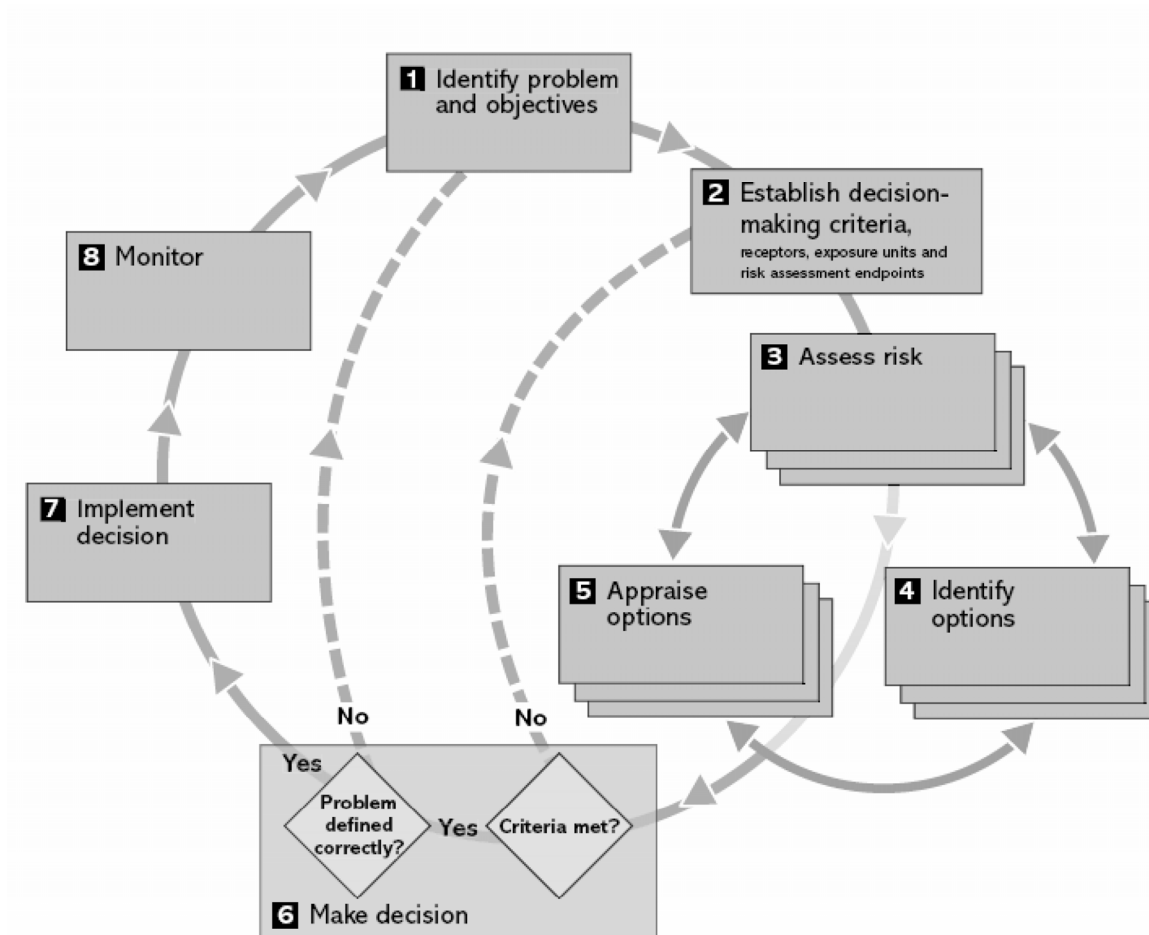 1 Identify problem
and objectives
2 Establish decision-
making criteria,
receptors, exposure units and
risk assessment endpoints
3 Assess risk
4 Identify
options
5 Appraise
options
Criteria met?
No
Yes
Problem
defined
correctly?
No
Yes
6 Make decision
7 Implement
decision
8 Monitor